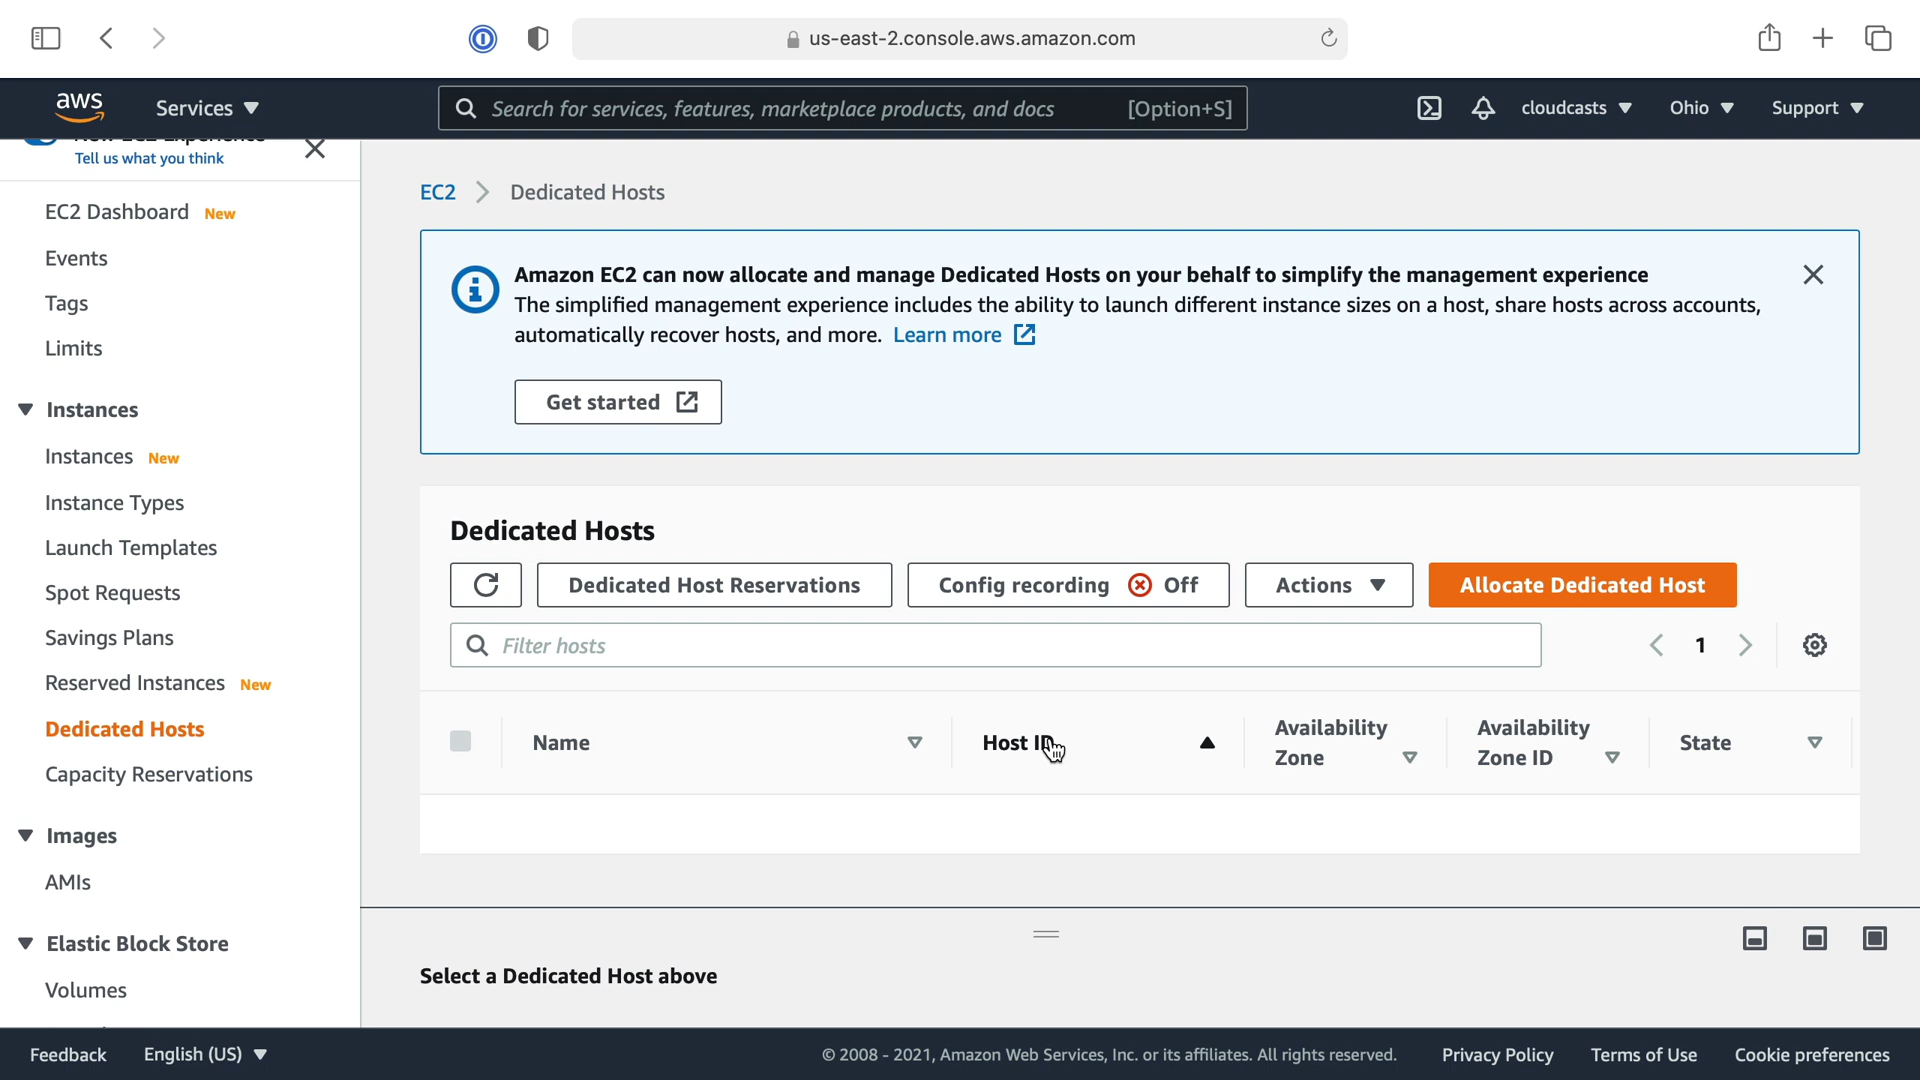 us-east-2.console.aws.amazon.com
aws Services Search for services, features, marketplace products, and docs [Option+S] cloudcasts Ohio Support
Tell us what you think
EC2 Dashboard New
Events
Tags
Limits
Instances
Instances New
Instance Types
Launch Templates
Spot Requests
Savings Plans
Reserved Instances New
Dedicated Hosts
Capacity Reservations
Images
AMIs
Elastic Block Store
Volumes
EC2 > Dedicated Hosts
Amazon EC2 can now allocate and manage Dedicated Hosts on your behalf to simplify the management experience
The simplified management experience includes the ability to launch different instance sizes on a host, share hosts across accounts,
automatically recover hosts, and more. Learn more
Get started
Dedicated Hosts
Dedicated Host Reservations Config recording Off Actions Allocate Dedicated Host
Filter hosts 1
Name Host ID Availability Zone Availability Zone ID State
Select a Dedicated Host above
Feedback English (US) © 2008 - 2021, Amazon Web Services, Inc. or its affiliates. All rights reserved. Privacy Policy Terms of Use Cookie preferences